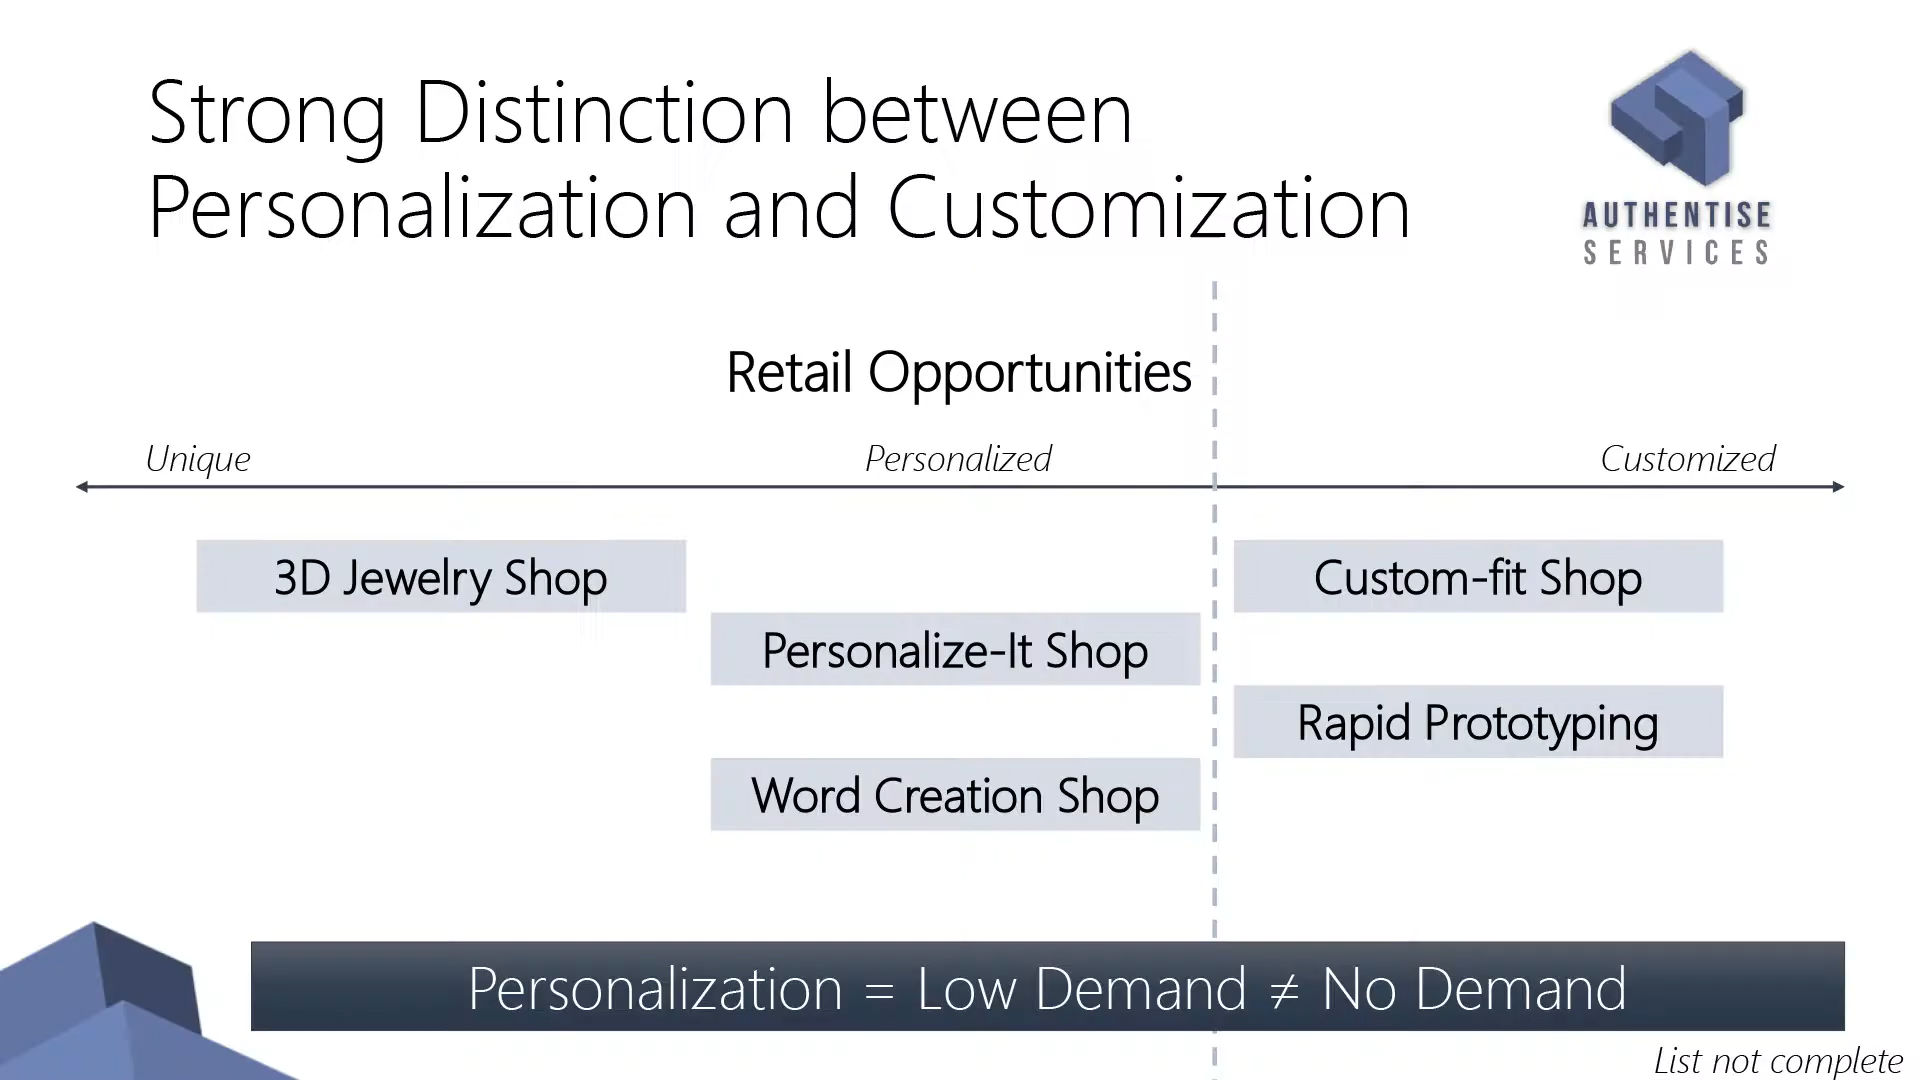 Strong Distinction between
Personalization and Customization
AUTHENTISE
SERVICES
Retail Opportunities
Unique
Personalized
Customized
3D Jewelry Shop
Custom-fit Shop
Personalize-It Shop
Rapid Prototyping
Word Creation Shop
Personalization = Low Demand ≠ No Demand
List not complete